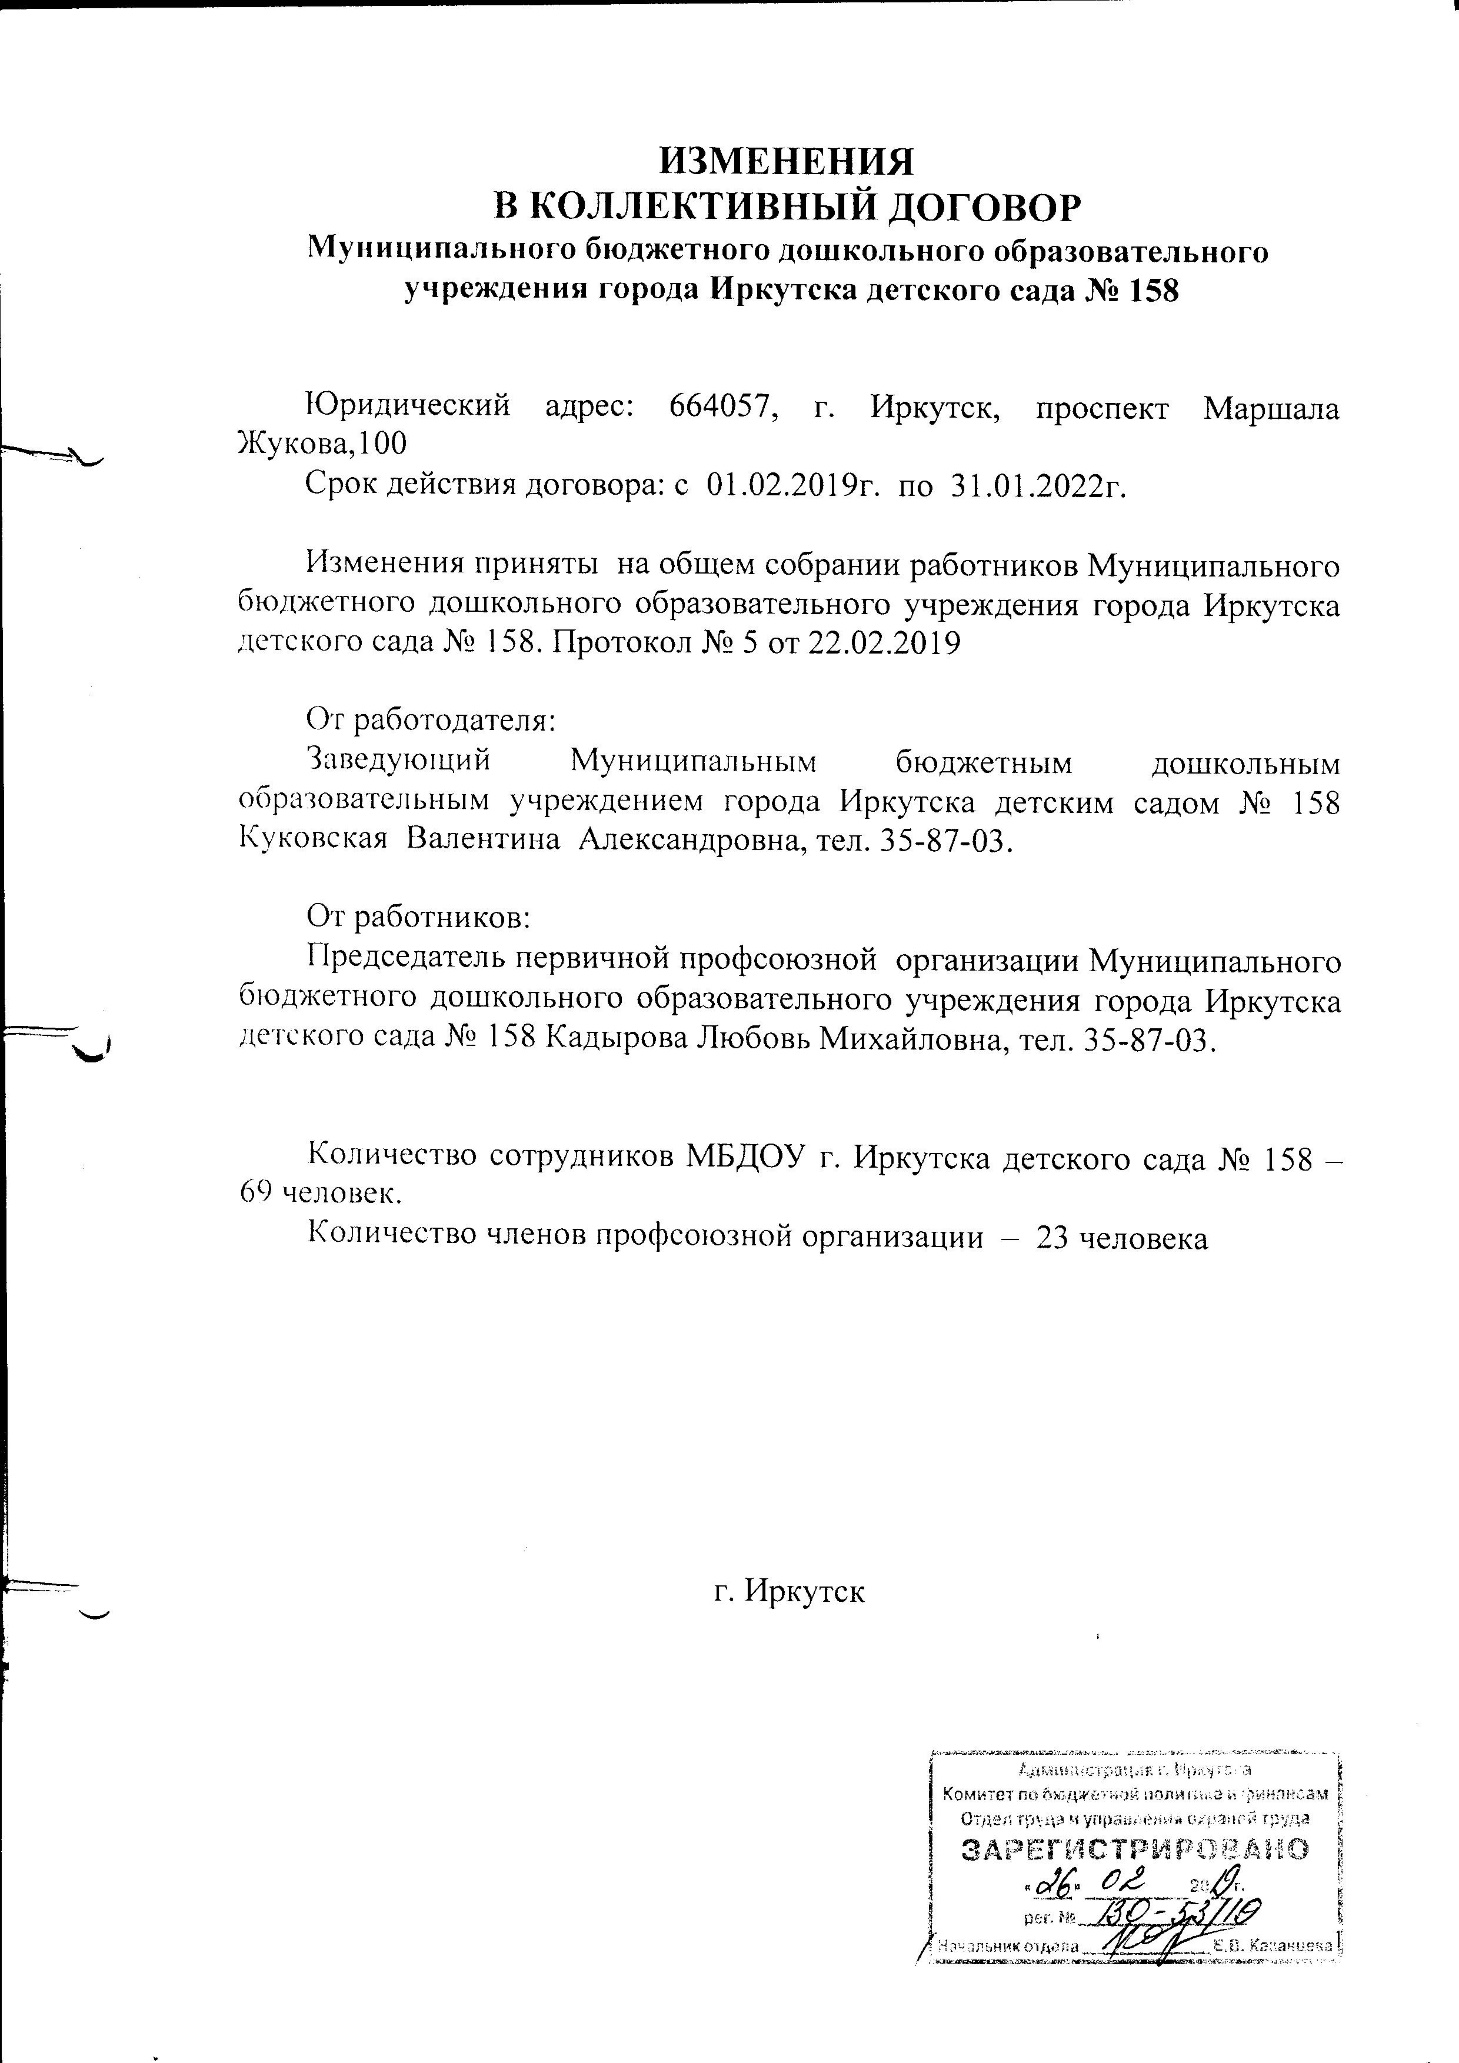 ИЗМЕНЕНИЯ
В КОЛЛЕКТИВНЫЙ ДОГОВОР
Муниципального бюджетного дошкольного образовательного
учреждения города Иркутска детского сада № 158
Юридический адрес: 664057, г. Иркутск, проспект Маршала
Жукова,100
Срок действия договора: с 01.02.2019г. по 31.01.2022г.
Изменения приняты на общем собрании работников Муниципального
бюджетного дошкольного образовательного учреждения города Иркутска
детского сада № 158. Протокол № 5 от 22.02.2019
От работодателя:
Заведующий Муниципальным бюджетным дошкольным
образовательным учреждением города Иркутска детским садом № 158
Куковская Валентина Александровна, тел. 35-87-03.
От работников:
Председатель первичной профсоюзной организации Муниципального
бюджетного дошкольного образовательного учреждения города Иркутска
детского сада № 158 Кадырова Любовь Михайловна, тел. 35-87-03.
Количество сотрудников МБДОУ г. Иркутска детского сада № 158 –
69 человек.
Количество членов профсоюзной организации – 23 человека
г. Иркутск
Администрация г. Иркутска
Комитет по бюджетной политике и финансам
Отдел труда и управления охраной труда
ЗАРЕГИСТРИРОВАНО
«26» 02 2019г.
рег. №
Начальник отдела Е.В.